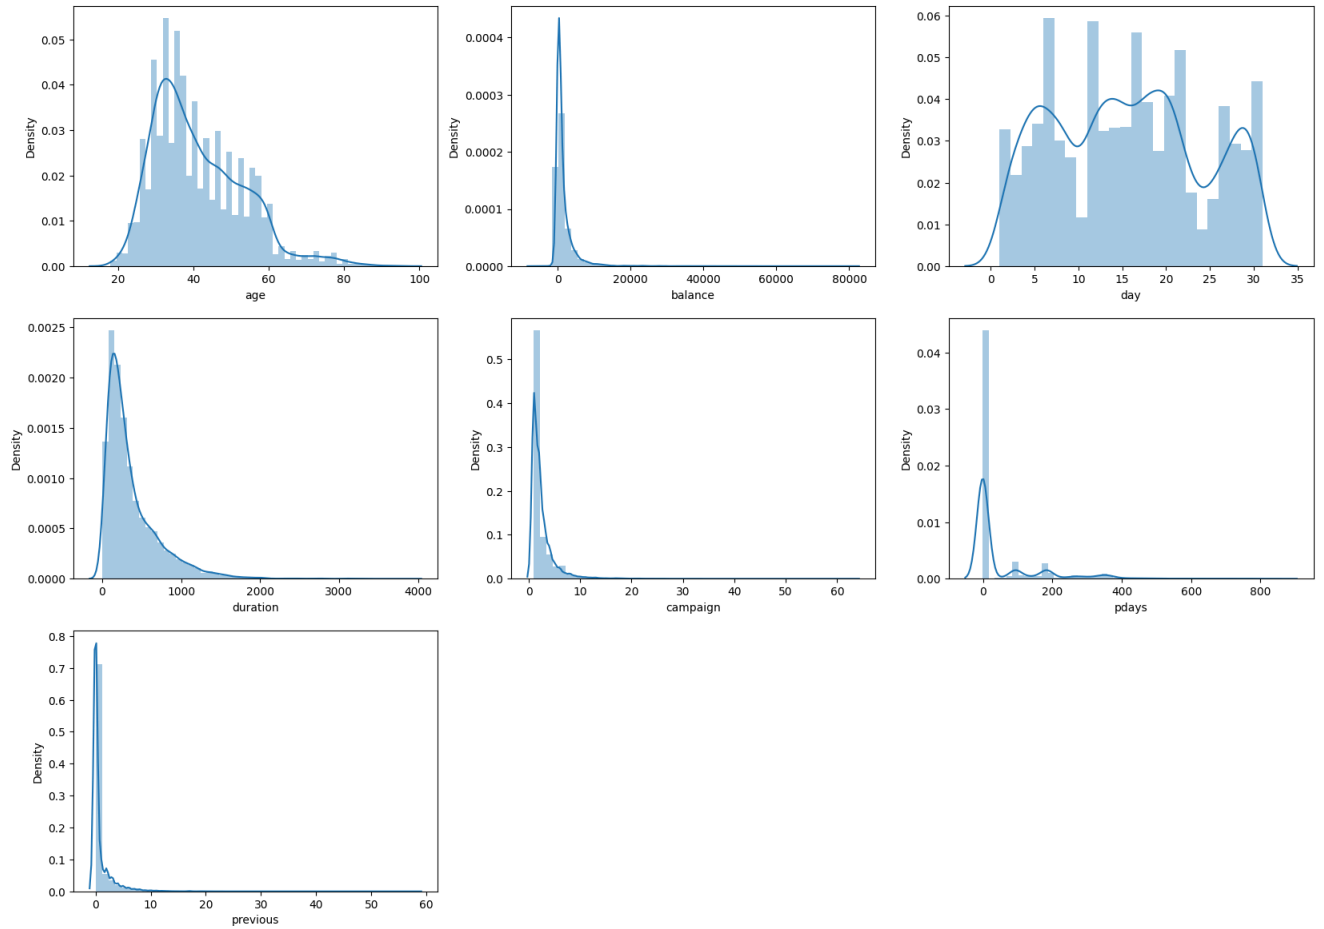 Density
0.05
0.04
0.03
0.02
0.01
0.00
20 40 60 80 100
age
Density
0.0004
0.0003
0.0002
0.0001
0.0000
0 20000 40000 60000 80000
balance
Density
0.06
0.05
0.04
0.03
0.02
0.01
0.00
0 5 10 15 20 25 30 35
day
Density
0.0025
0.0020
0.0015
0.0010
0.0005
0.0000
0 1000 2000 3000 4000
duration
Density
0.5
0.4
0.3
0.2
0.1
0.0
0 10 20 30 40 50 60
campaign
Density
0.04
0.03
0.02
0.01
0.00
0 200 400 600 800
pdays
Density
0.8
0.7
0.6
0.5
0.4
0.3
0.2
0.1
0.0
0 10 20 30 40 50 60
previous